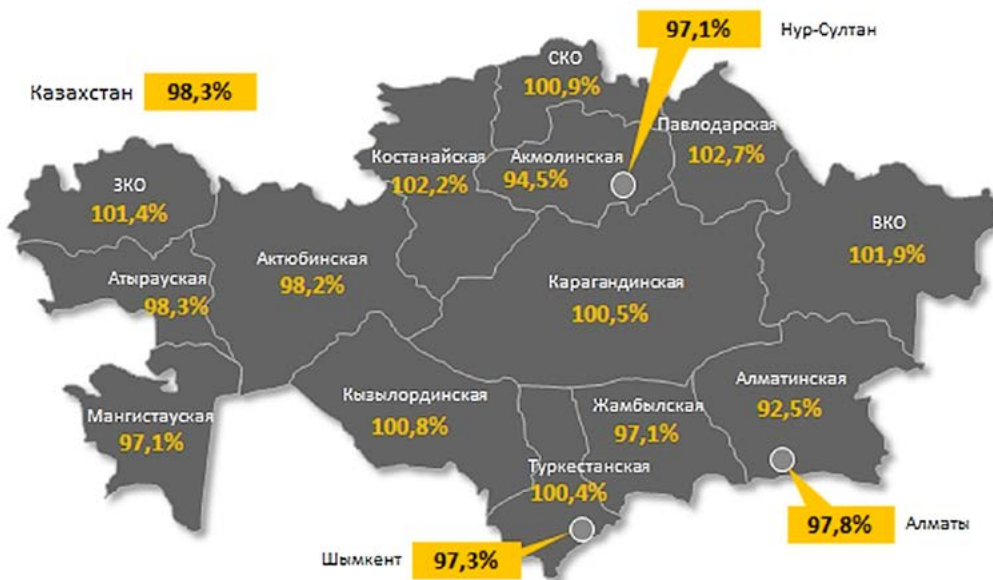 97,1%
Нур-Султан
СКО
100,9%
Казахстан
98,3%
Павлодарская
102,7%
Костанайская
102,2%
Акмолинская
94,5%
ЗКО
101,4%
ВКО
101,9%
Актюбинская
98,2%
Атырауская
98,3%
Карагандинская
100,5%
Алматинская
92,5%
Кызылординская
100,8%
Жамбылская
97,1%
Мангистауская
97,1%
Туркестанская
100,4%
97,8%
Алматы
Шымкент
97,3%